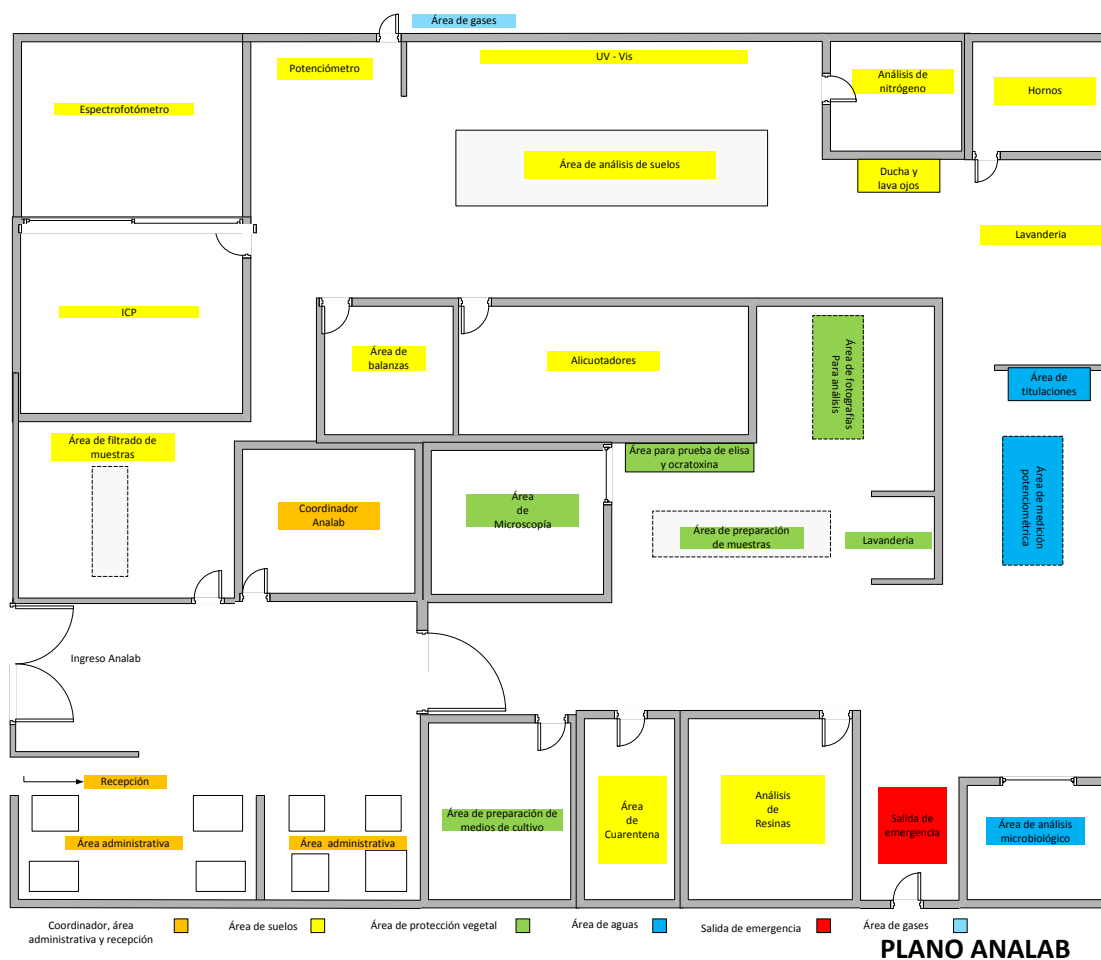 Área de gases
Potenciómetro
UV - Vis
Análisis de
nitrógeno
Hornos
Espectrofotómetro
Área de análisis de suelos
Ducha y
lava ojos
Lavanderia
ICP
Área de
balanzas
Alicuotadores
Área de fotografías
Para análisis
Área de
titulaciones
Área de filtrado de
muestras
Área para prueba de elisa
y ocratoxina
Coordinador
Analab
Área
de
Microscopía
Área de preparación
de muestras
Lavanderia
Área de medición
potenciométrica
Ingreso Analab
Recepción
Área administrativa
Área administrativa
Área de preparación de
medios de cultivo
Área
de
Cuarentena
Análisis
de
Resinas
Salida de
emergencia
Área de análisis
microbiológico
Coordinador, área
administrativa y recepción
Área de suelos
Área de protección vegetal
Área de aguas
Salida de emergencia
Área de gases
PLANO ANALAB